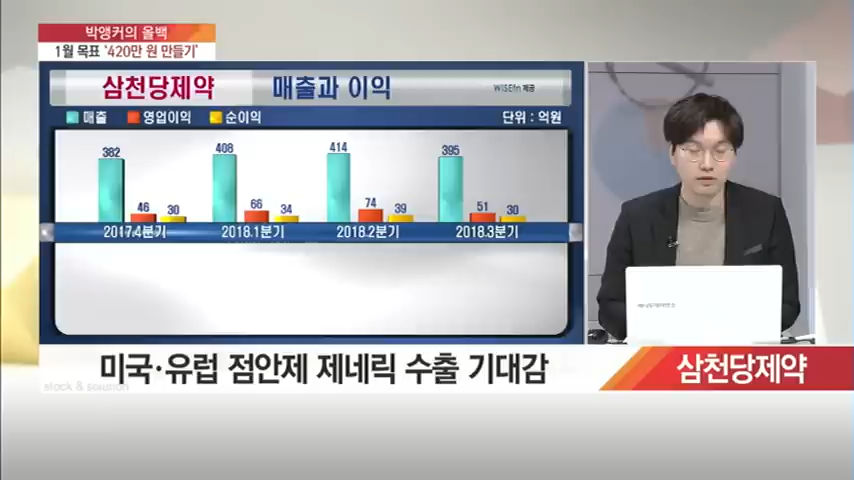 박앵커의 올백
1월 목표 '420만 원 만들기'
삼천당제약 매출과 이익 WISEfn 제공
매출 영업이익 순이익 단위 : 억원
382 46 30 408 66 34 414 74 39 395 51 30
2017.4분기 2018.1분기 2018.2분기 2018.3분기
미국·유럽 점안제 제네릭 수출 기대감 삼천당제약
stock & solution